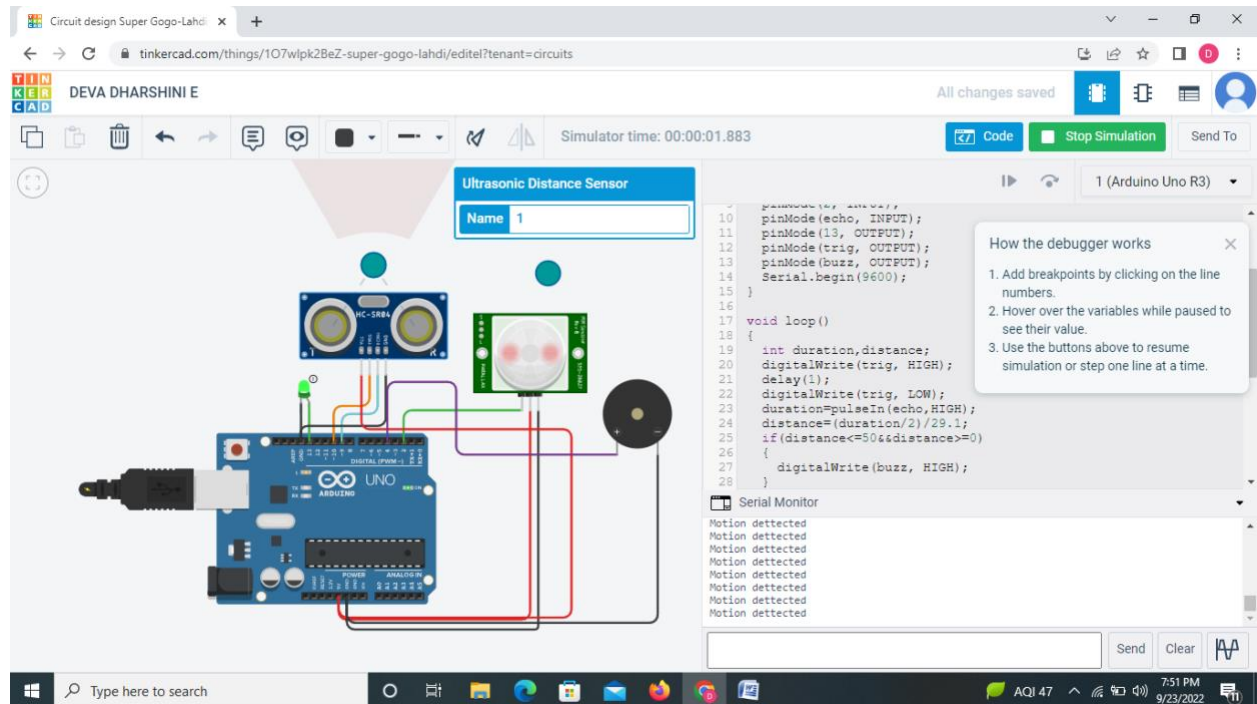 Circuit design Super Gogo-Lahdi
tinkercad.com/things/1O7wlpk2BeZ-super-gogo-lahdi/editel?tenant=circuits
D
TIN
KER
CAD
DEVA DHARSHINI E
All changes saved
Simulator time: 00:00:01.883
Code
Stop Simulation
Send To
1 (Arduino Uno R3)
Ultrasonic Distance Sensor
Name 1
HC-SR04
T
R
DIGITAL (PWM~)
UNO
ARDUINO
POWER
ANALOG IN
10 pinMode(echo, INPUT);
11 pinMode(13, OUTPUT);
12 pinMode(trig, OUTPUT);
13 pinMode(buzz, OUTPUT);
14 Serial.begin(9600);
15 }
16
17 void loop()
18 {
19 int duration,distance;
20 digitalWrite(trig, HIGH);
21 delay(1);
22 digitalWrite(trig, LOW);
23 duration=pulseIn(echo,HIGH);
24 distance=(duration/2)/29.1;
25 if(distance<=50&&distance>=0)
26 {
27 digitalWrite(buzz, HIGH);
28 }
How the debugger works
1. Add breakpoints by clicking on the line
numbers.
2. Hover over the variables while paused to
see their value.
3. Use the buttons above to resume
simulation or step one line at a time.
Serial Monitor
Motion dettected
Motion dettected
Motion dettected
Motion dettected
Motion dettected
Motion dettected
Motion dettected
Motion dettected
Send
Clear
Type here to search
AQI 47
7:51 PM
9/23/2022